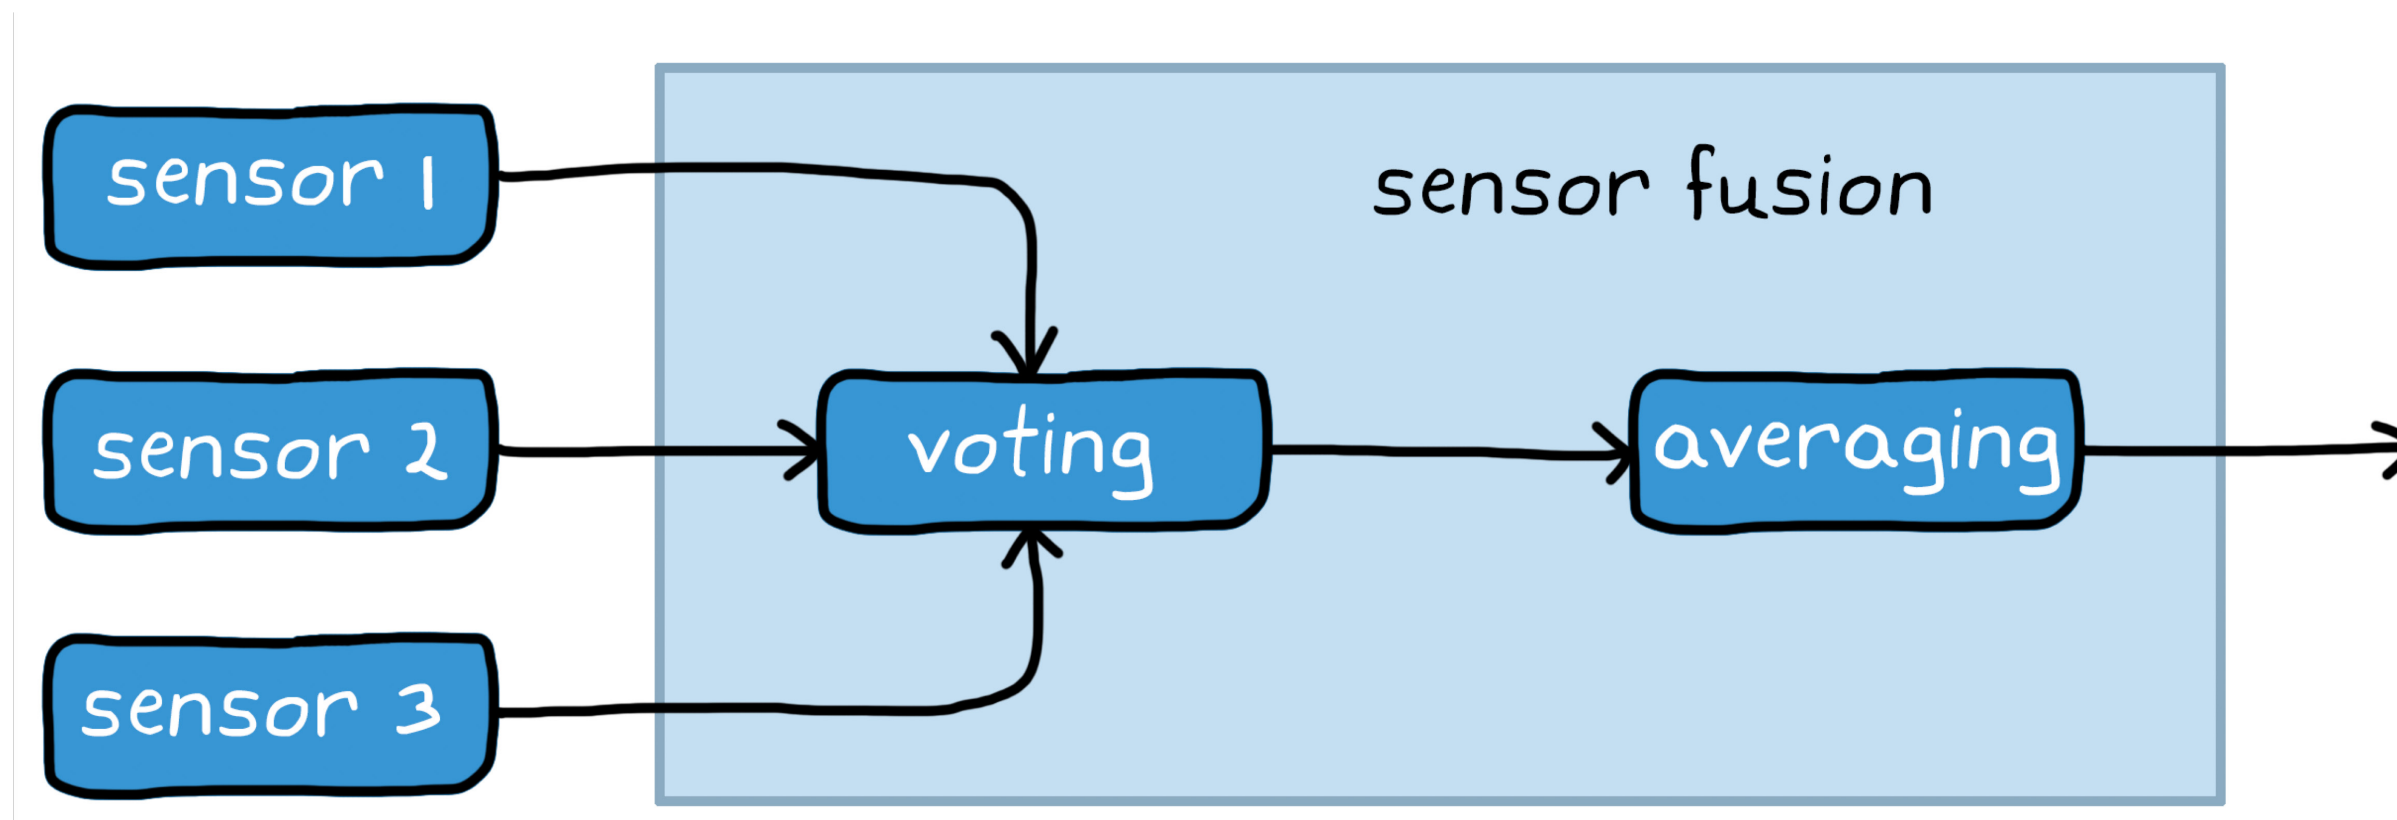 sensor 1
sensor fusion
sensor 2
voting
averaging
sensor 3